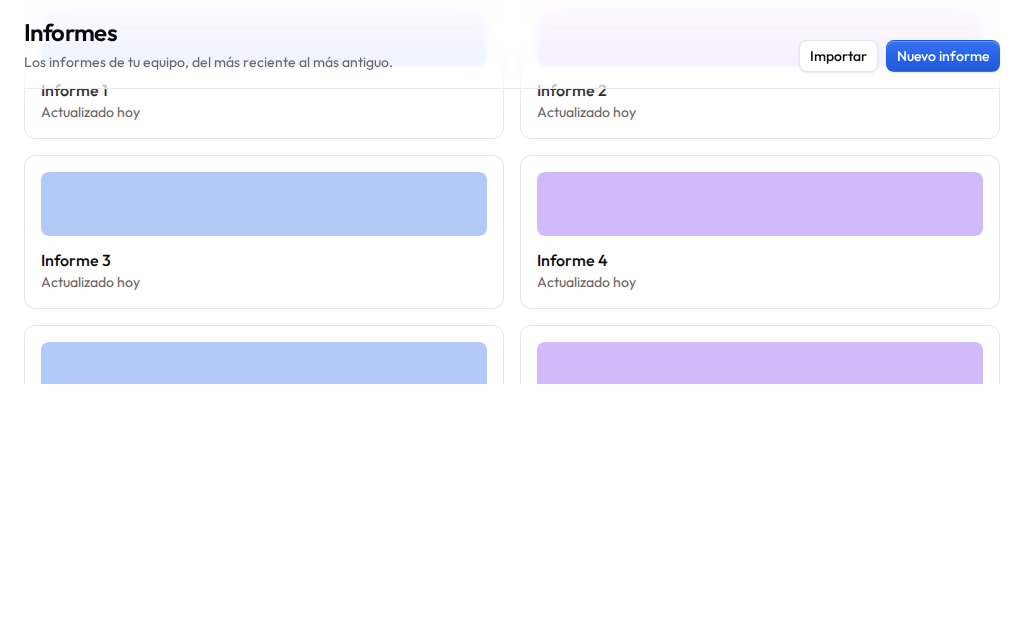 Informes
Los informes de tu equipo, del más reciente al más antiguo.
Importar
Nuevo informe
Informe 1
Informe 2
Actualizado hoy
Actualizado hoy
Informe 3
Informe 4
Actualizado hoy
Actualizado hoy